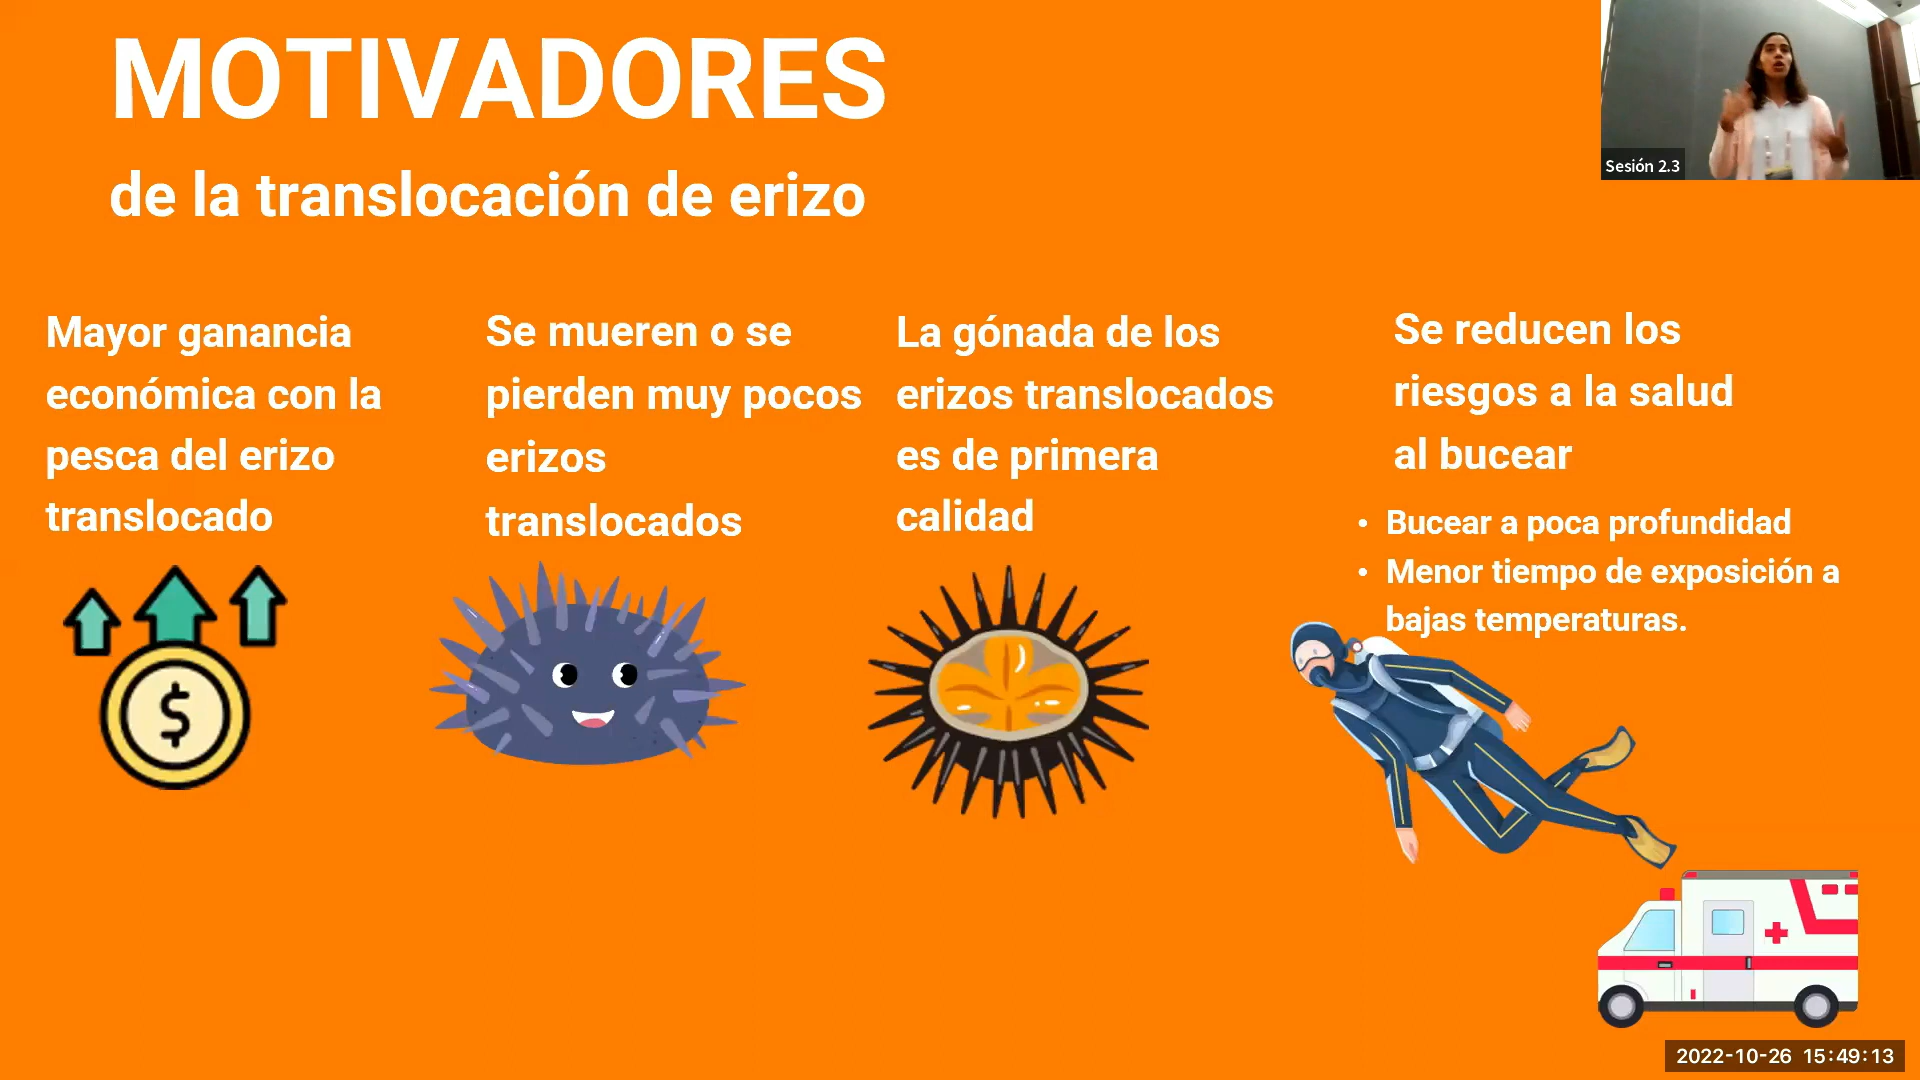 MOTIVADORES
de la translocación de erizo
Sesión 2.3
Mayor ganancia
económica con la
pesca del erizo
translocado
Se mueren o se
pierden muy pocos
erizos
translocados
La gónada de los
erizos translocados
es de primera
calidad
Se reducen los
riesgos a la salud
al bucear
• Bucear a poca profundidad
• Menor tiempo de exposición a
bajas temperaturas.
$
2022-10-26 15:49:13